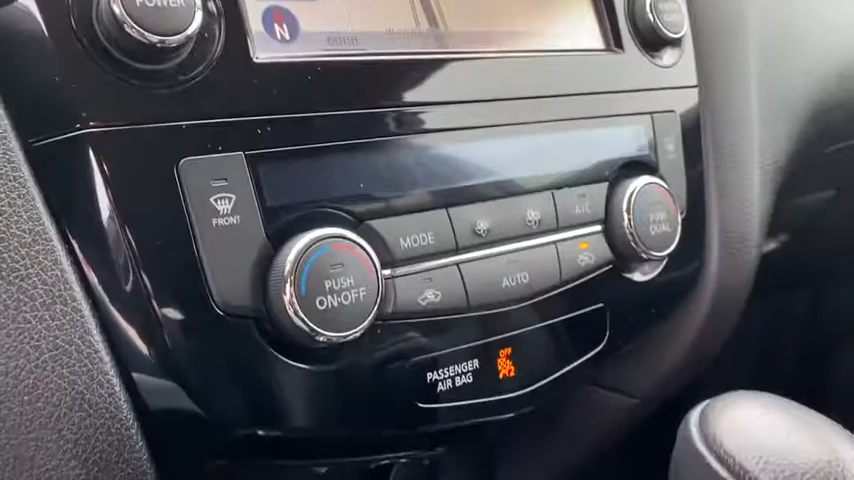 POWER
N
FRONT
MODE
A/C
PUSH
ON·OFF
AUTO
PUSH
DUAL
PASSENGER
AIR BAG
OFF